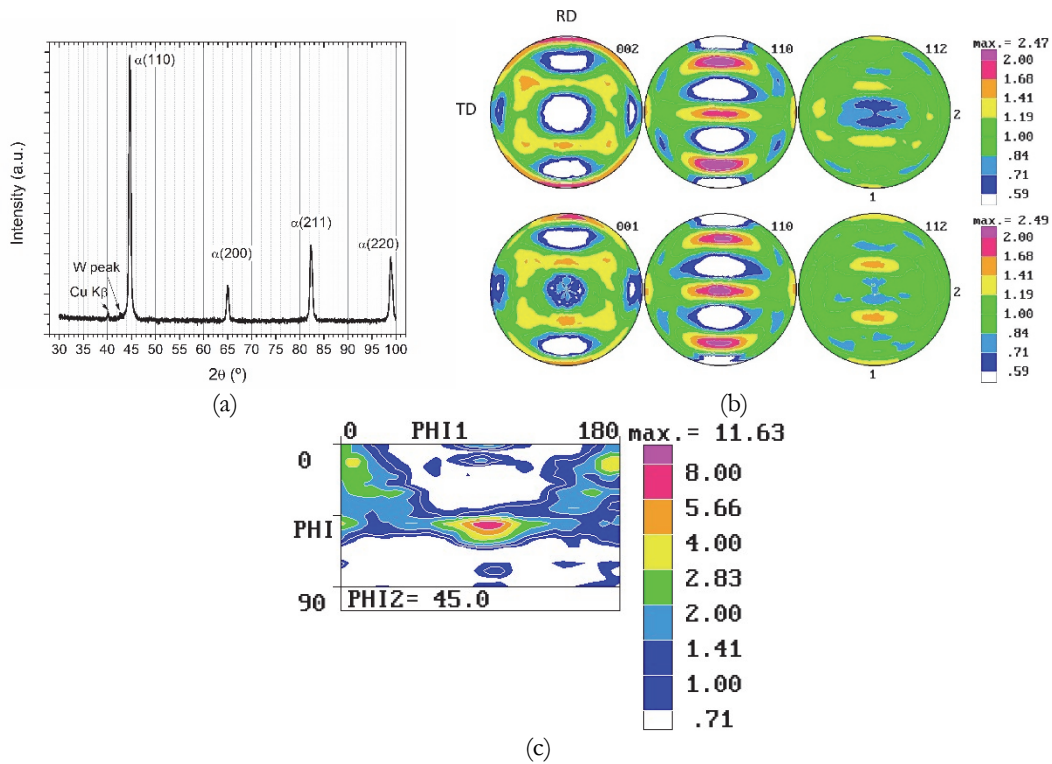 Intensity (a.u.)
α(110)
α(200)
α(211)
α(220)
W peak
Cu Kβ
30 35 40 45 50 55 60 65 70 75 80 85 90 95 100
2θ (º)
(a)
RD
TD
002
110
112
2
1
max.= 2.47
2.00
1.68
1.41
1.19
1.00
.84
.71
.59
001
110
112
2
1
max.= 2.49
2.00
1.68
1.41
1.19
1.00
.84
.71
.59
(b)
0 PHI1 180
0
PHI
90
PHI2= 45.0
max.= 11.63
8.00
5.66
4.00
2.83
2.00
1.41
1.00
.71
(c)